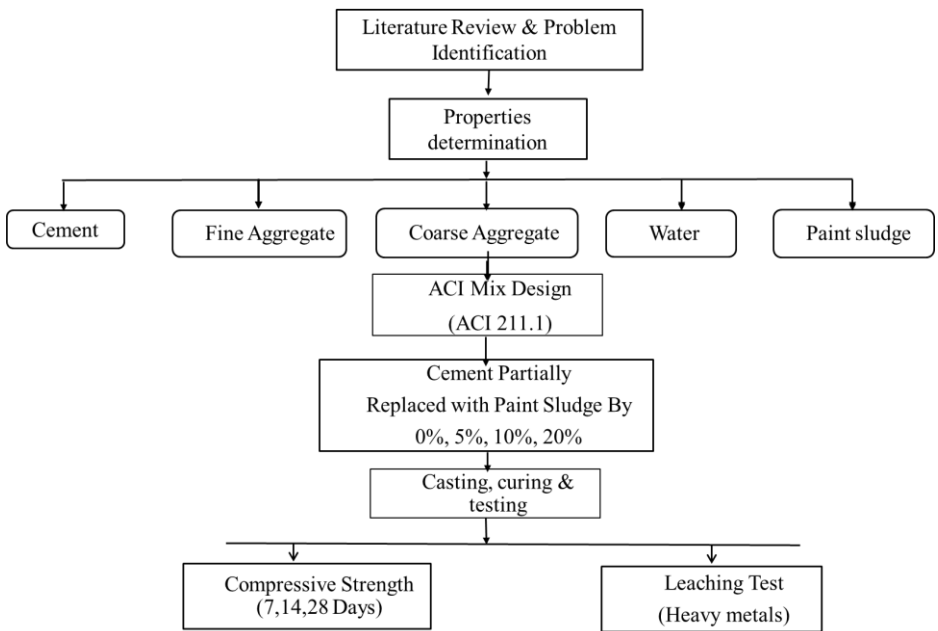 Literature Review & Problem
Identification
Properties
determination
Cement
Fine Aggregate
Coarse Aggregate
Water
Paint sludge
ACI Mix Design
(ACI 211.1)
Cement Partially
Replaced with Paint Sludge By
0%, 5%, 10%, 20%
Casting, curing &
testing
Compressive Strength
(7,14,28 Days)
Leaching Test
(Heavy metals)